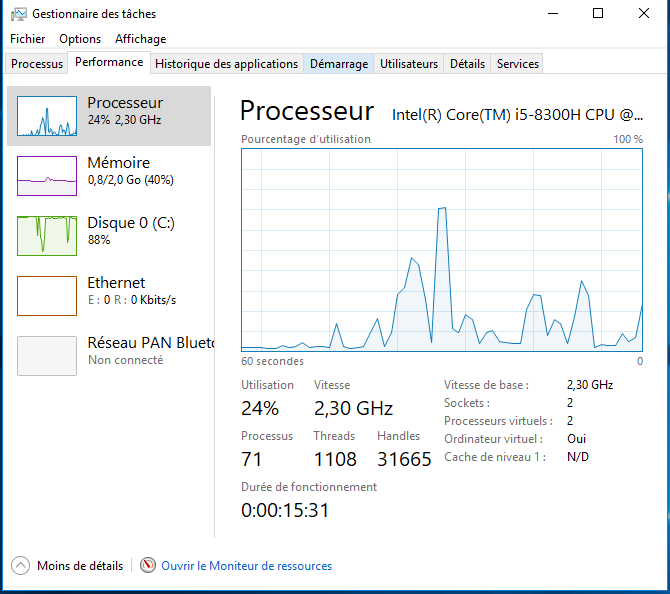 Gestionnaire des tâches
Fichier Options Affichage
Processus Performance Historique des applications Démarrage Utilisateurs Détails Services
Processeur
24% 2,30 GHz
Mémoire
0,8/2,0 Go (40%)
Disque 0 (C:)
88%
Ethernet
E : 0 R : 0 Kbits/s
Réseau PAN Blueto
Non connecté
Processeur Intel(R) Core(TM) i5-8300H CPU @...
Pourcentage d'utilisation 100 %
60 secondes 0
Utilisation Vitesse
24% 2,30 GHz
Processus Threads Handles
71 1108 31665
Vitesse de base : 2,30 GHz
Sockets : 2
Processeurs virtuels : 2
Ordinateur virtuel : Oui
Cache de niveau 1 : N/D
Durée de fonctionnement
0:00:15:31
Moins de détails Ouvrir le Moniteur de ressources